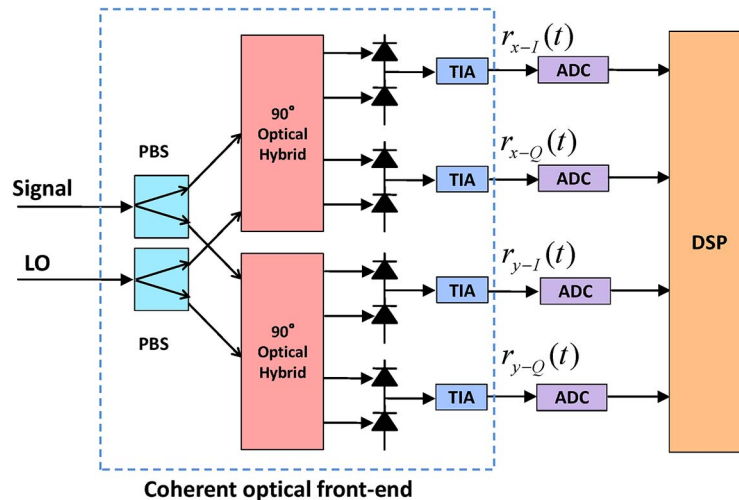 r_{x-I}(t)
TIA
ADC
90°
Optical
Hybrid
PBS
r_{x-Q}(t)
TIA
ADC
Signal
LO
DSP
r_{y-I}(t)
TIA
ADC
90°
Optical
Hybrid
PBS
r_{y-Q}(t)
TIA
ADC
Coherent optical front-end